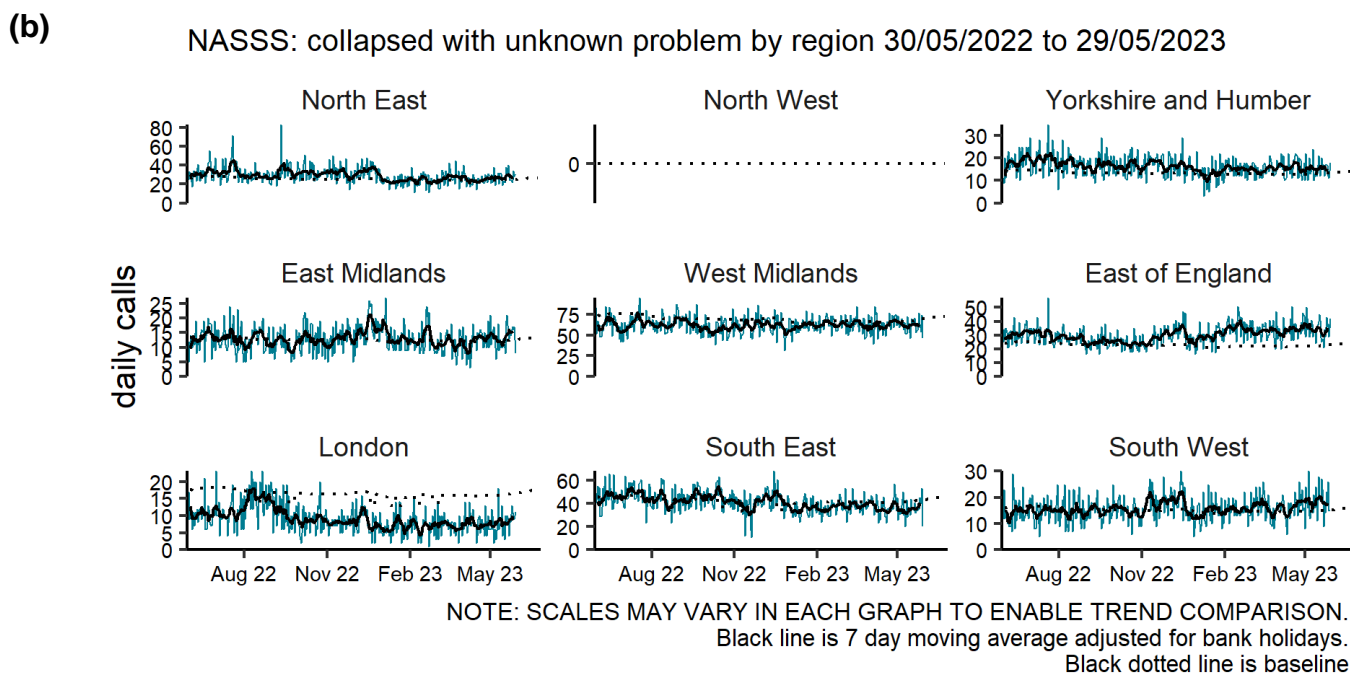 (b)
NASSS: collapsed with unknown problem by region 30/05/2022 to 29/05/2023
North East
North West
Yorkshire and Humber
80
60
40
20
0
0
30
20
10
0
daily calls
East Midlands
West Midlands
East of England
25
20
15
10
5
0
75
50
25
0
50
40
30
20
10
0
London
South East
South West
20
15
10
5
0
60
40
20
0
30
20
10
0
Aug 22 Nov 22 Feb 23 May 23
Aug 22 Nov 22 Feb 23 May 23
Aug 22 Nov 22 Feb 23 May 23
NOTE: SCALES MAY VARY IN EACH GRAPH TO ENABLE TREND COMPARISON.
Black line is 7 day moving average adjusted for bank holidays.
Black dotted line is baseline